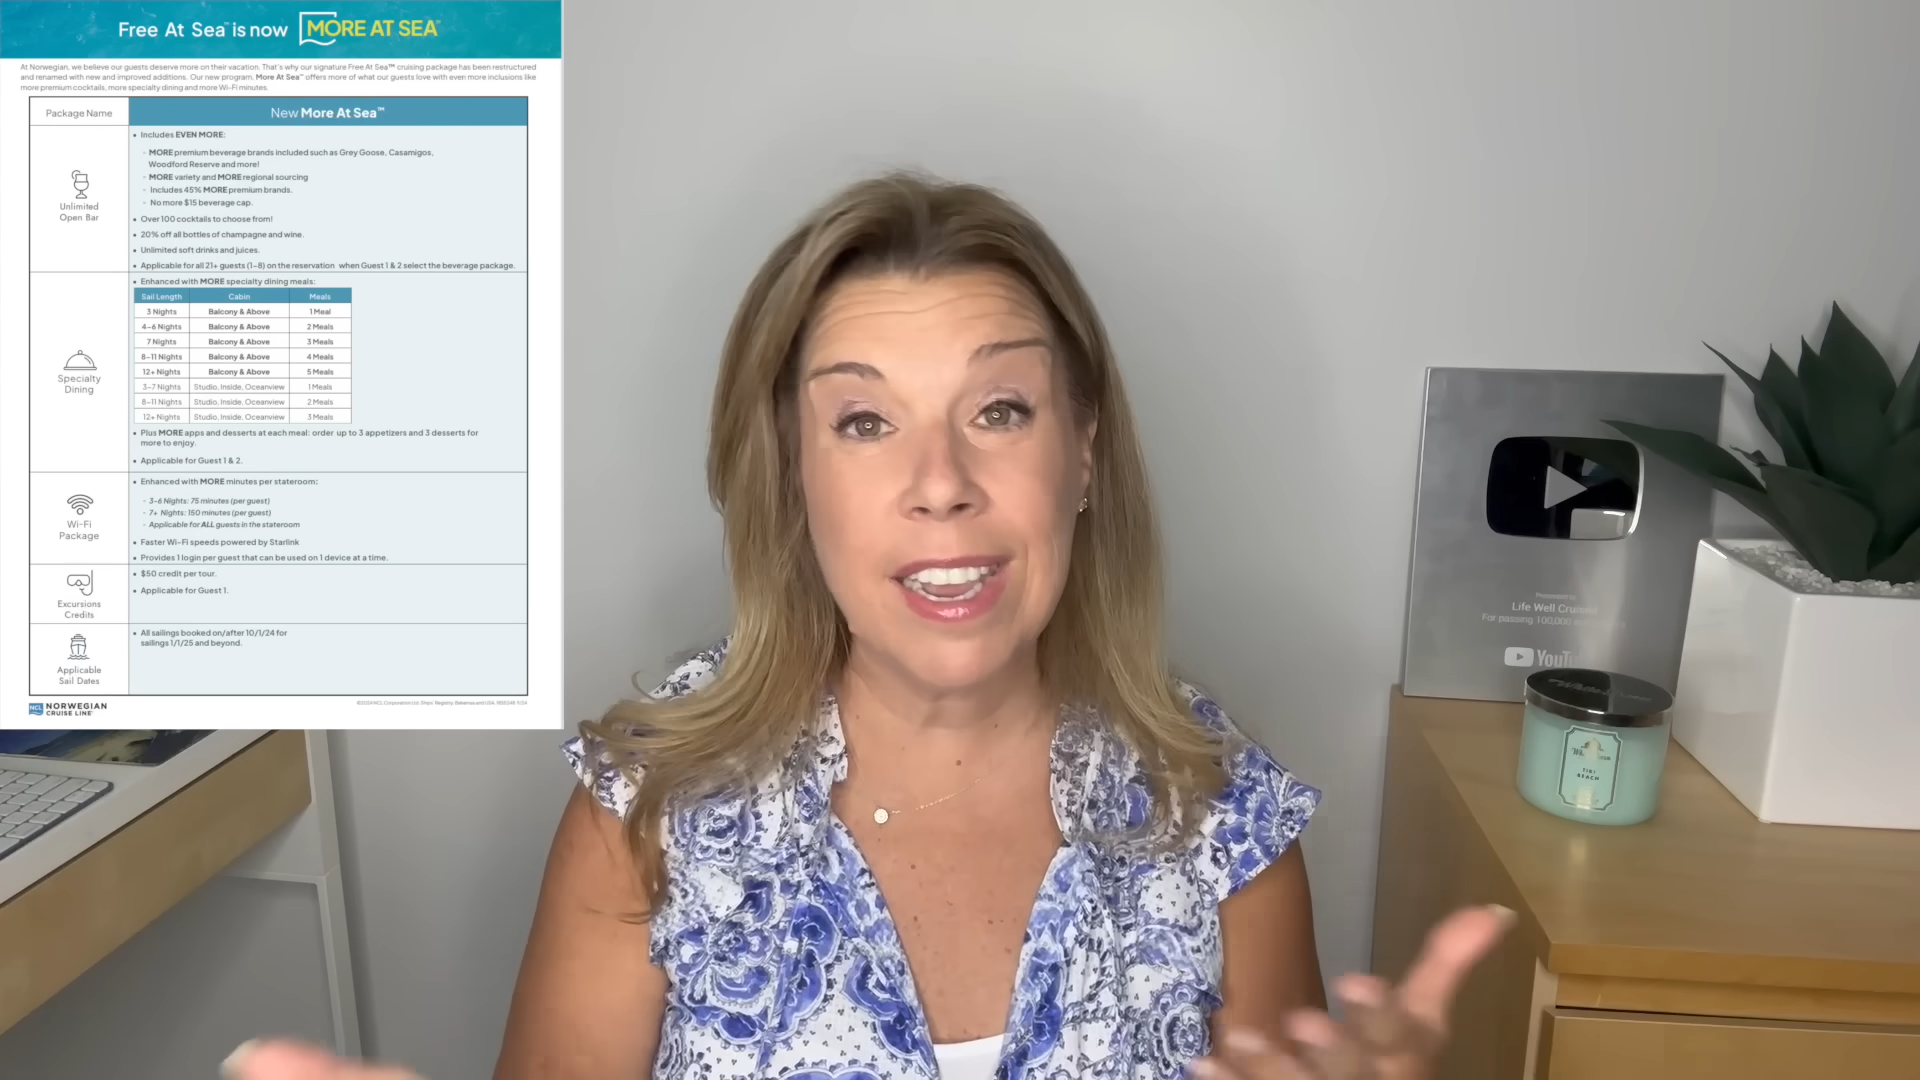 Free At Sea™ is now MORE AT SEA™
At Norwegian, we believe our guests deserve more on their vacation. That's why our signature Free At Sea™ cruising package has been restructured
and renamed with new and improved additions. Our new program, More At Sea™ offers more of what our guests love with even more inclusions like
more premium cocktails, more specialty dining and more Wi-Fi minutes.
Package Name
New More At Sea™
Unlimited
Open Bar
• Includes EVEN MORE:
- MORE premium beverage brands included such as Grey Goose, Casamigos,
Woodford Reserve and more!
- MORE variety and MORE regional sourcing
- Includes 45% MORE premium brands.
- No more $15 beverage cap.
• Over 100 cocktails to choose from!
• 20% off all bottles of champagne and wine.
• Unlimited soft drinks and juices.
• Applicable for all 21+ guests (1-8) on the reservation when Guest 1 & 2 select the beverage package.
Specialty
Dining
• Enhanced with MORE specialty dining meals:
Sail Length Cabin Meals
3 Nights Balcony & Above 1 Meal
4-6 Nights Balcony & Above 2 Meals
7 Nights Balcony & Above 3 Meals
8-11 Nights Balcony & Above 4 Meals
12+ Nights Balcony & Above 5 Meals
3-7 Nights Studio, Inside, Oceanview 1 Meals
8-11 Nights Studio, Inside, Oceanview 2 Meals
12+ Nights Studio, Inside, Oceanview 3 Meals
• Plus MORE apps and desserts at each meal: order up to 3 appetizers and 3 desserts for
more to enjoy.
• Applicable for Guest 1 & 2.
Wi-Fi
Package
• Enhanced with MORE minutes per stateroom:
- 3-6 Nights: 75 minutes (per guest)
- 7+ Nights: 150 minutes (per guest)
- Applicable for ALL guests in the stateroom
• Faster Wi-Fi speeds powered by Starlink
• Provides 1 login per guest that can be used on 1 device at a time.
Excursions
Credits
• $50 credit per tour.
• Applicable for Guest 1.
Applicable
Sail Dates
• All sailings booked on/after 10/1/24 for
sailings 1/1/25 and beyond.
NCL NORWEGIAN
CRUISE LINE
Presented to
Life Well Cruised
For passing 100,000
YouTu
TIKI
BEACH